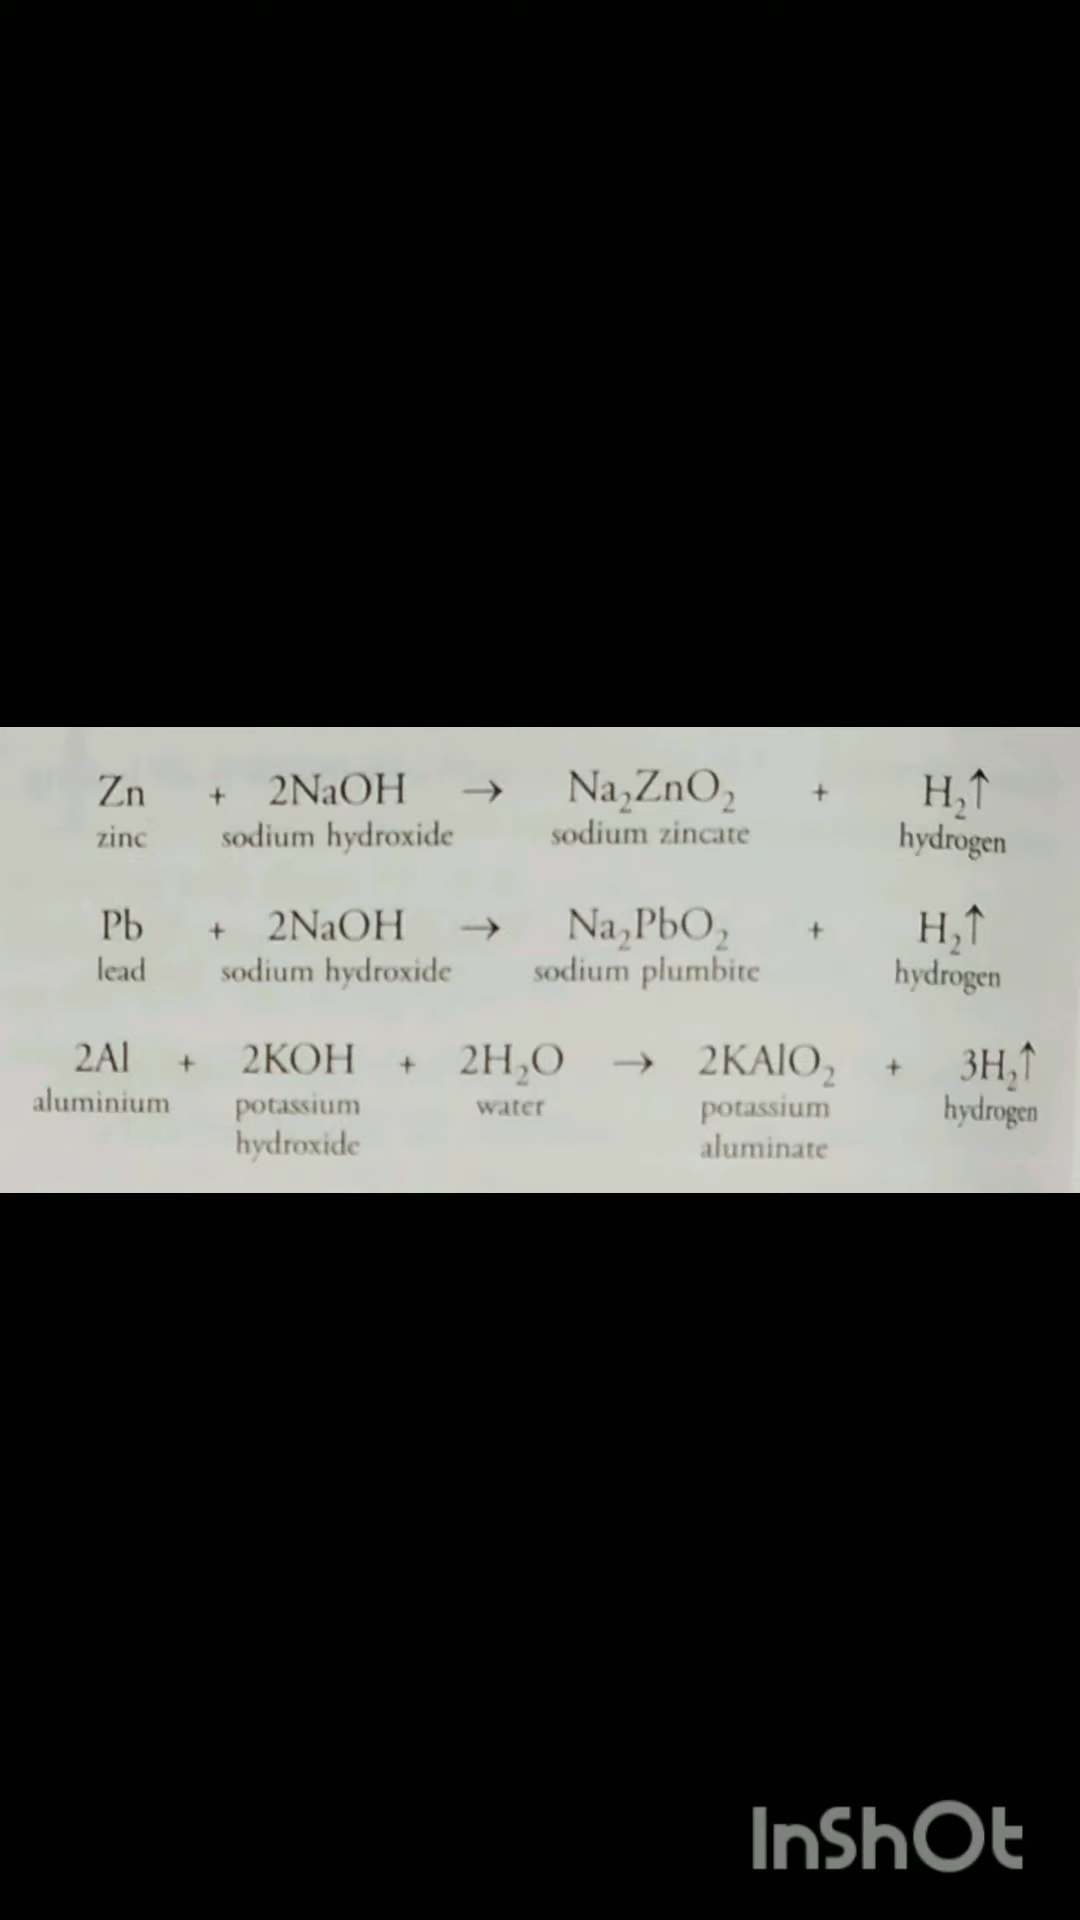 Zn + 2NaOH → Na₂ZnO₂ + H₂↑
zinc sodium hydroxide sodium zincate hydrogen
Pb + 2NaOH → Na₂PbO₂ + H₂↑
lead sodium hydroxide sodium plumbite hydrogen
2Al + 2KOH + 2H₂O → 2KAlO₂ + 3H₂↑
aluminium potassium water potassium hydrogen
hydroxide aluminate
InShOt